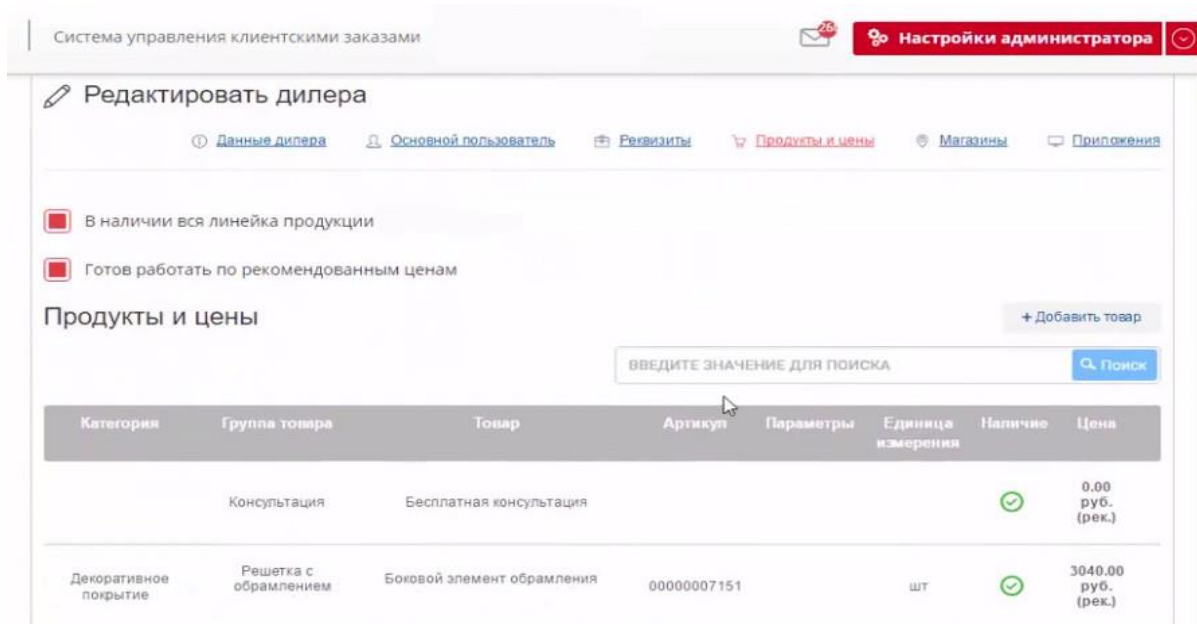 Система управления клиентскими заказами
26
Настройки администратора
Редактировать дилера
Данные дилера Основной пользователь Реквизиты Продукты и цены Магазины Приложения
В наличии вся линейка продукции
Готов работать по рекомендованным ценам
Продукты и цены
+ Добавить товар
ВВЕДИТЕ ЗНАЧЕНИЕ ДЛЯ ПОИСКА
Поиск
Категория Группа товара Товар Артикул Параметры Единица измерения Наличие Цена
Консультация Бесплатная консультация 0.00 руб. (рек.)
Декоративное покрытие Решетка с обрамлением Боковой элемент обрамления 00000007151 шт 3040.00 руб. (рек.)